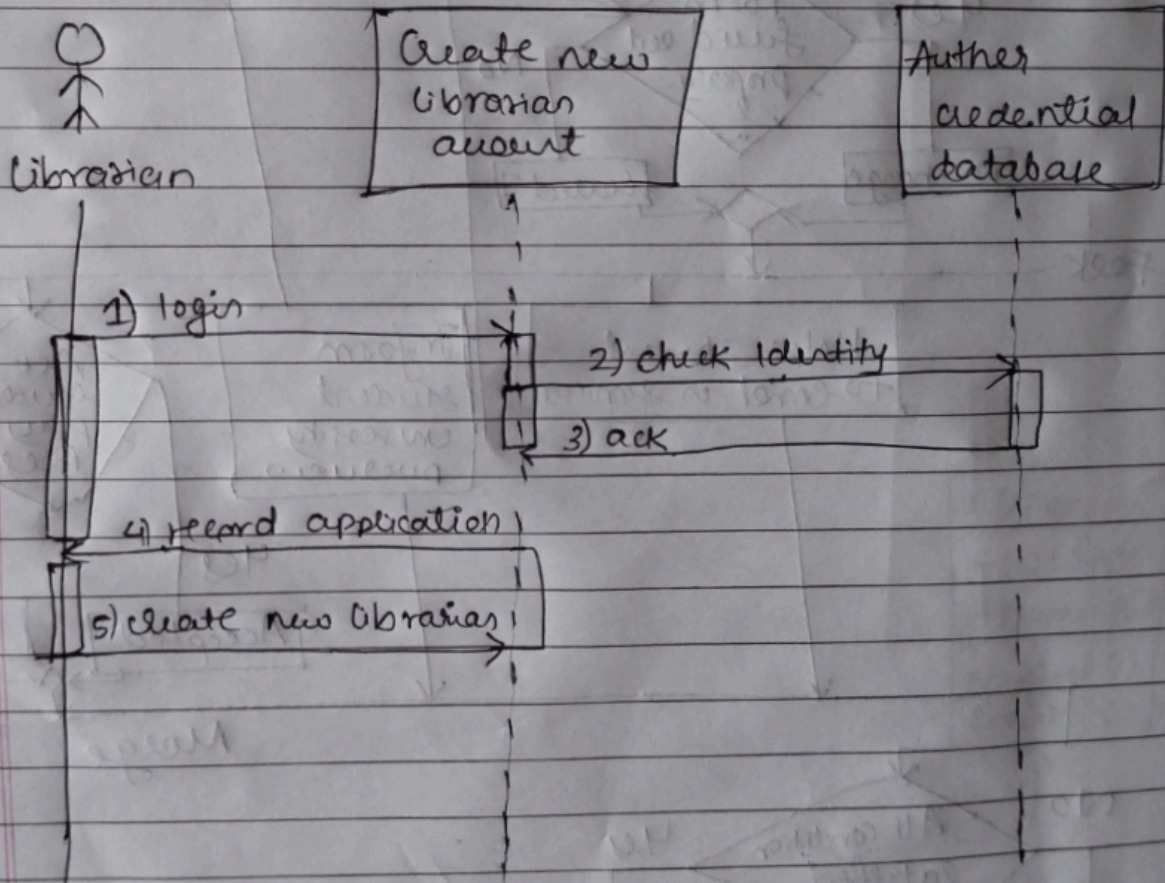 Create new
librarian
account
Auther
credential
database
Librarian
1) login
2) check Identity
3) ack
4) record application
5) create new librarian